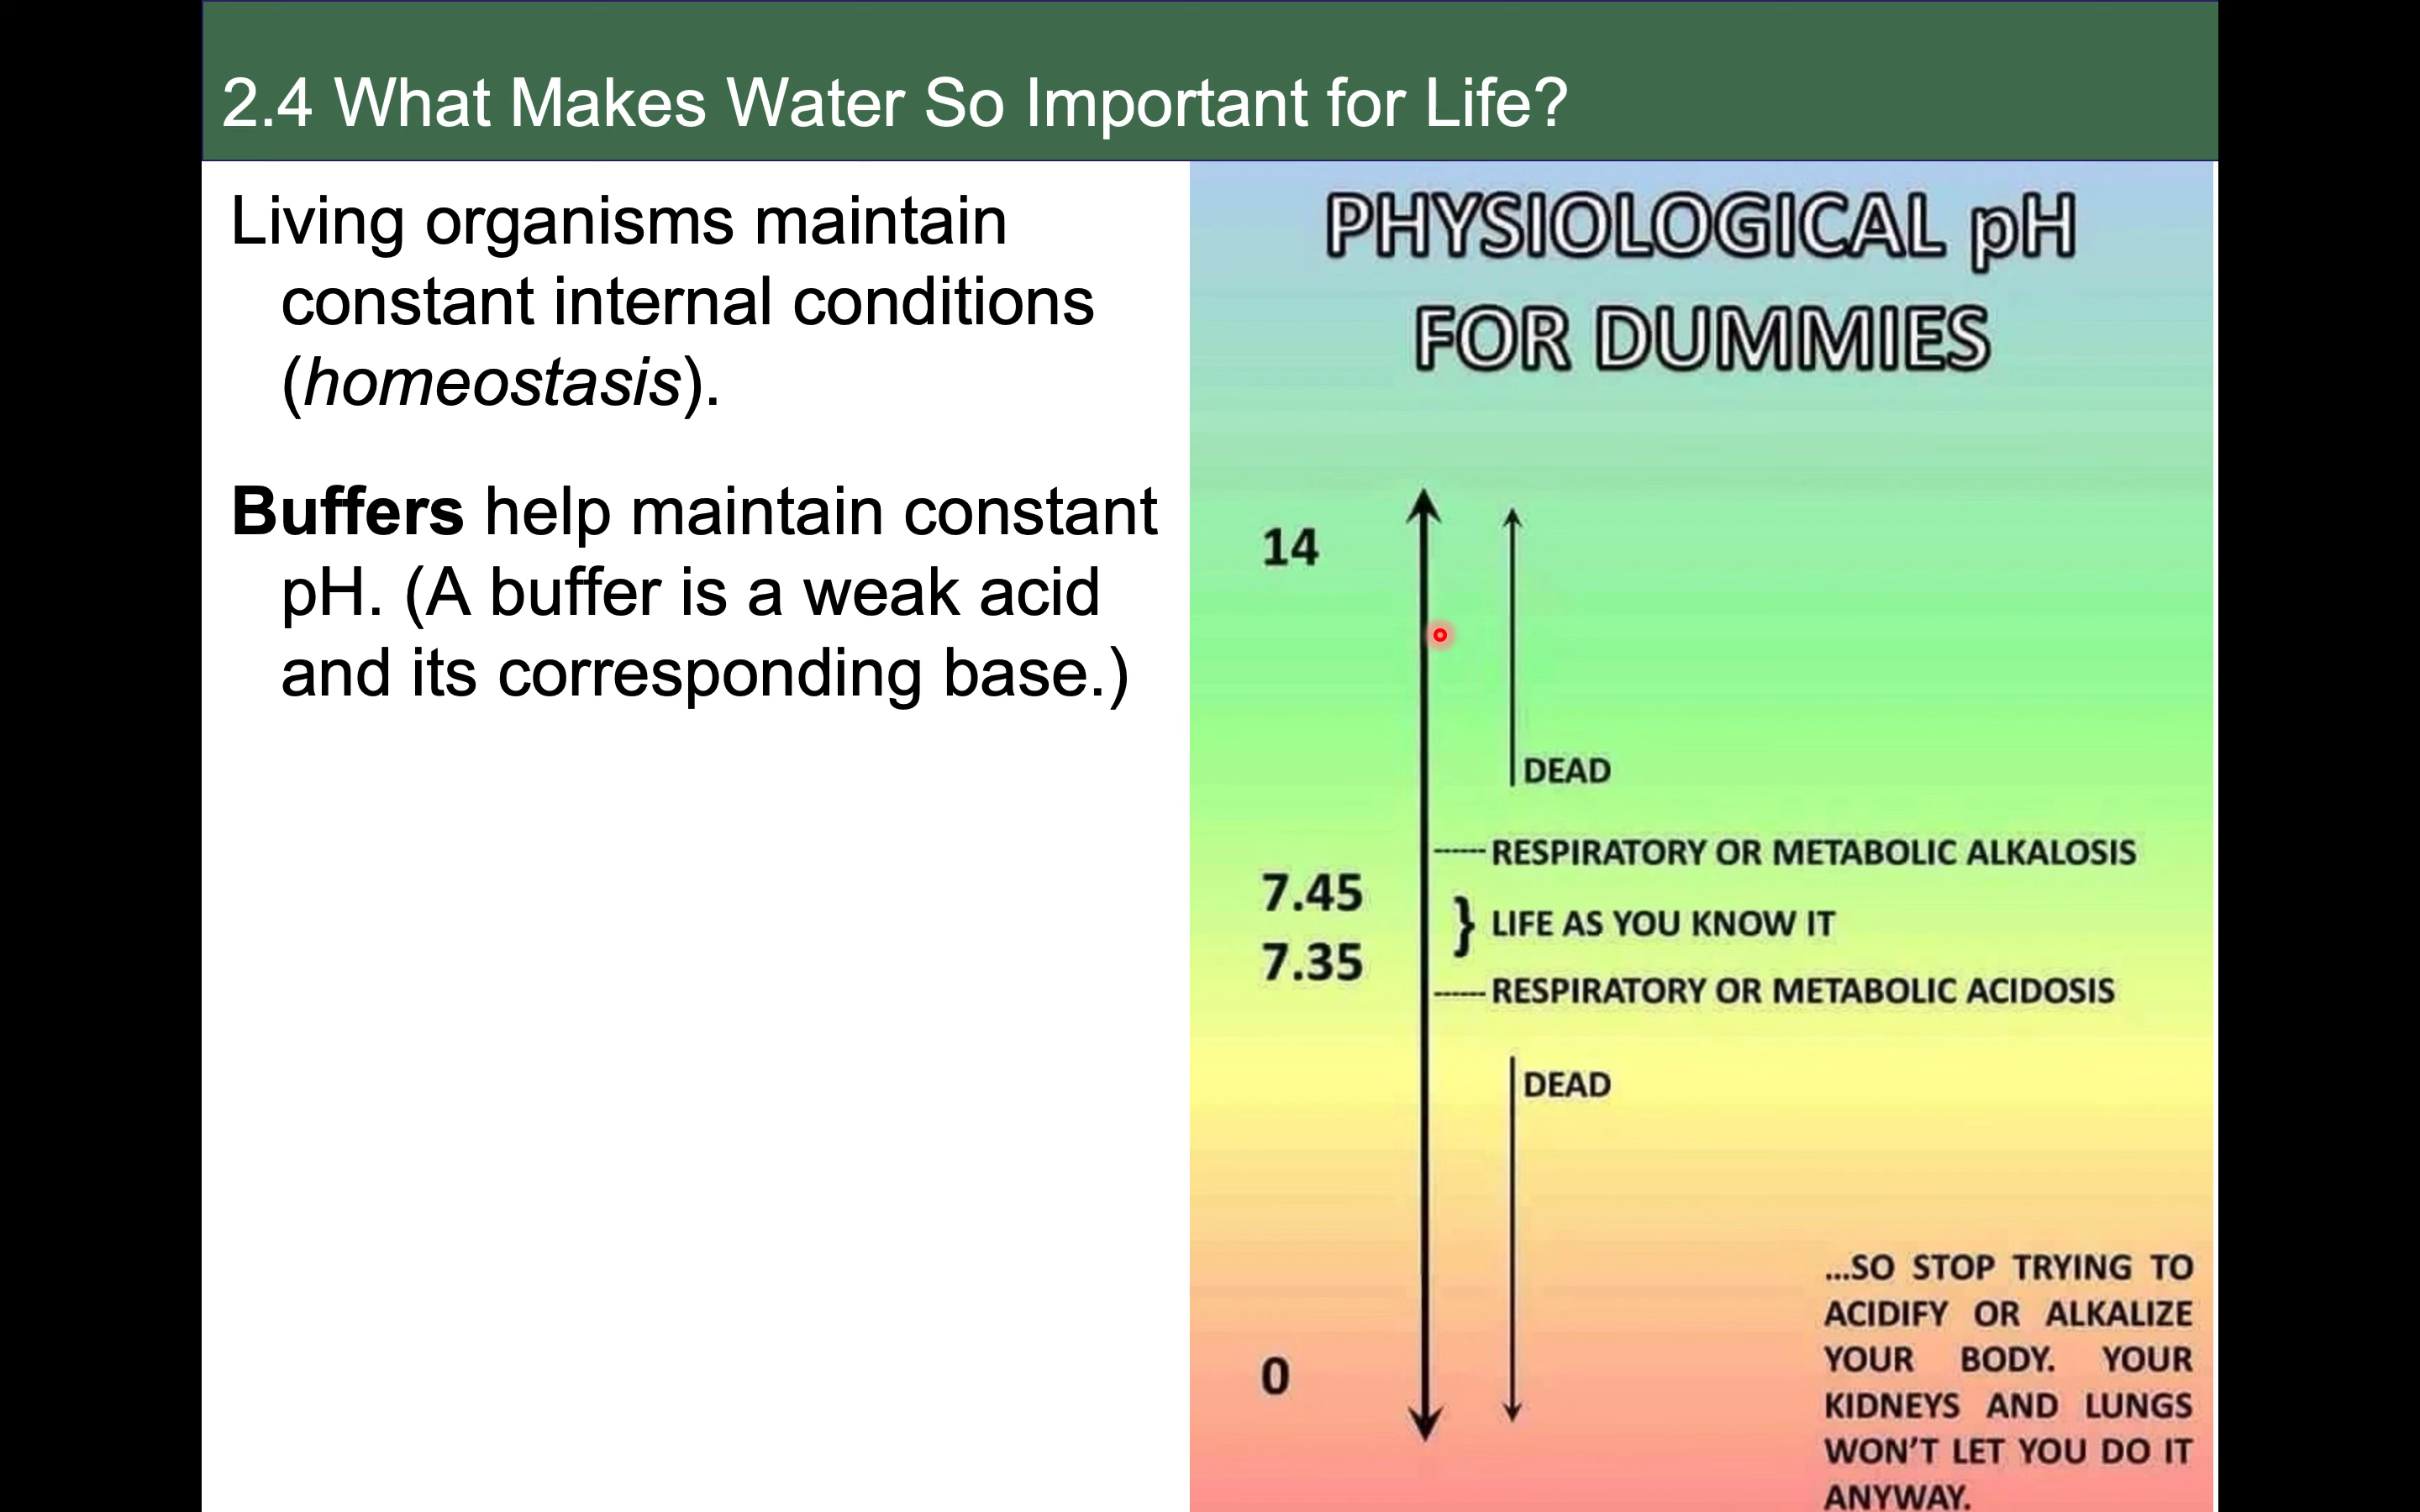 2.4 What Makes Water So Important for Life?
Living organisms maintain
constant internal conditions
(homeostasis).
Buffers help maintain constant
pH. (A buffer is a weak acid
and its corresponding base.)
PHYSIOLOGICAL pH
FOR DUMMIES
14
DEAD
RESPIRATORY OR METABOLIC ALKALOSIS
7.45
} LIFE AS YOU KNOW IT
7.35
RESPIRATORY OR METABOLIC ACIDOSIS
DEAD
0
...SO STOP TRYING TO
ACIDIFY OR ALKALIZE
YOUR BODY. YOUR
KIDNEYS AND LUNGS
WON'T LET YOU DO IT
ANYWAY.